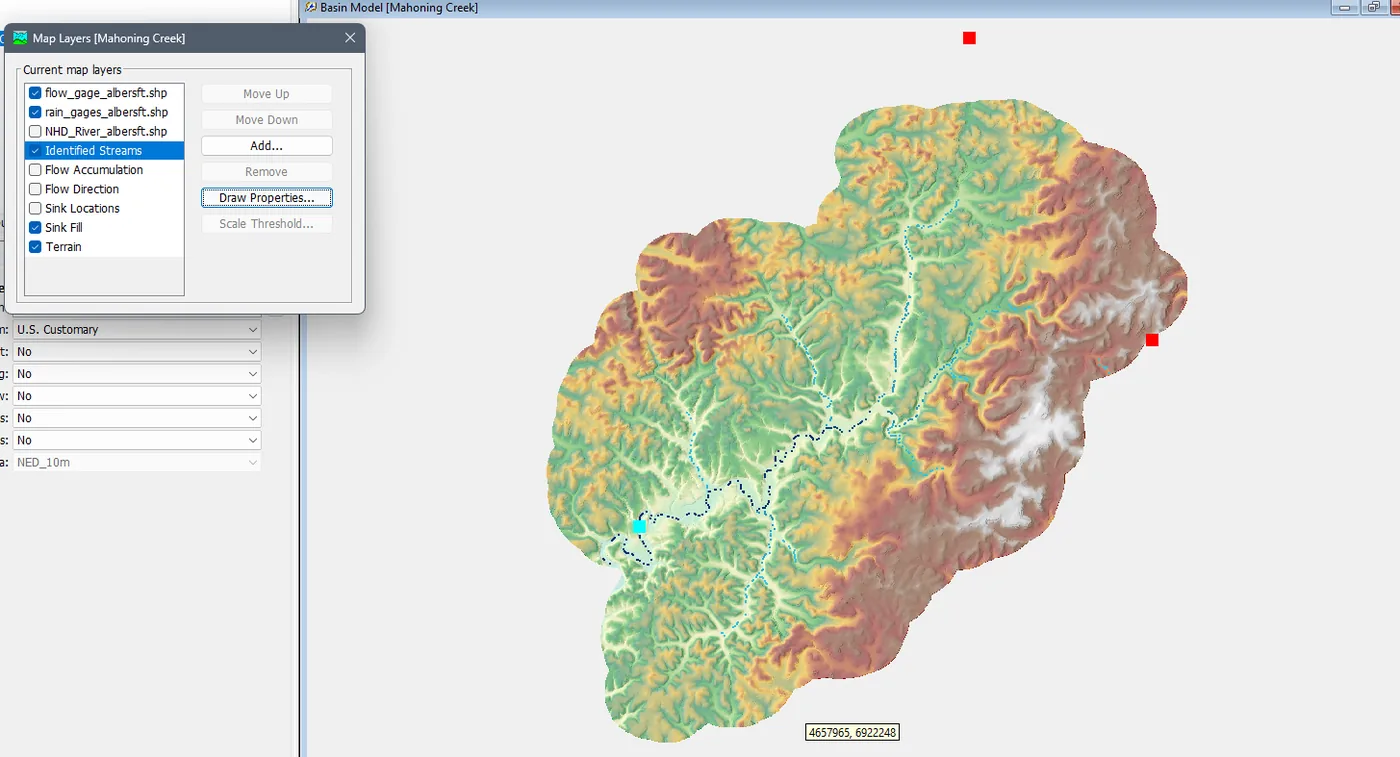 Basin Model [Mahoning Creek]
Map Layers [Mahoning Creek]
Current map layers
flow_gage_albersft.shp
rain_gages_albersft.shp
NHD_River_albersft.shp
Identified Streams
Flow Accumulation
Flow Direction
Sink Locations
Sink Fill
Terrain
Move Up
Move Down
Add...
Remove
Draw Properties...
Scale Threshold...
U.S. Customary
No
No
No
No
No
NED_10m
4657965, 6922248